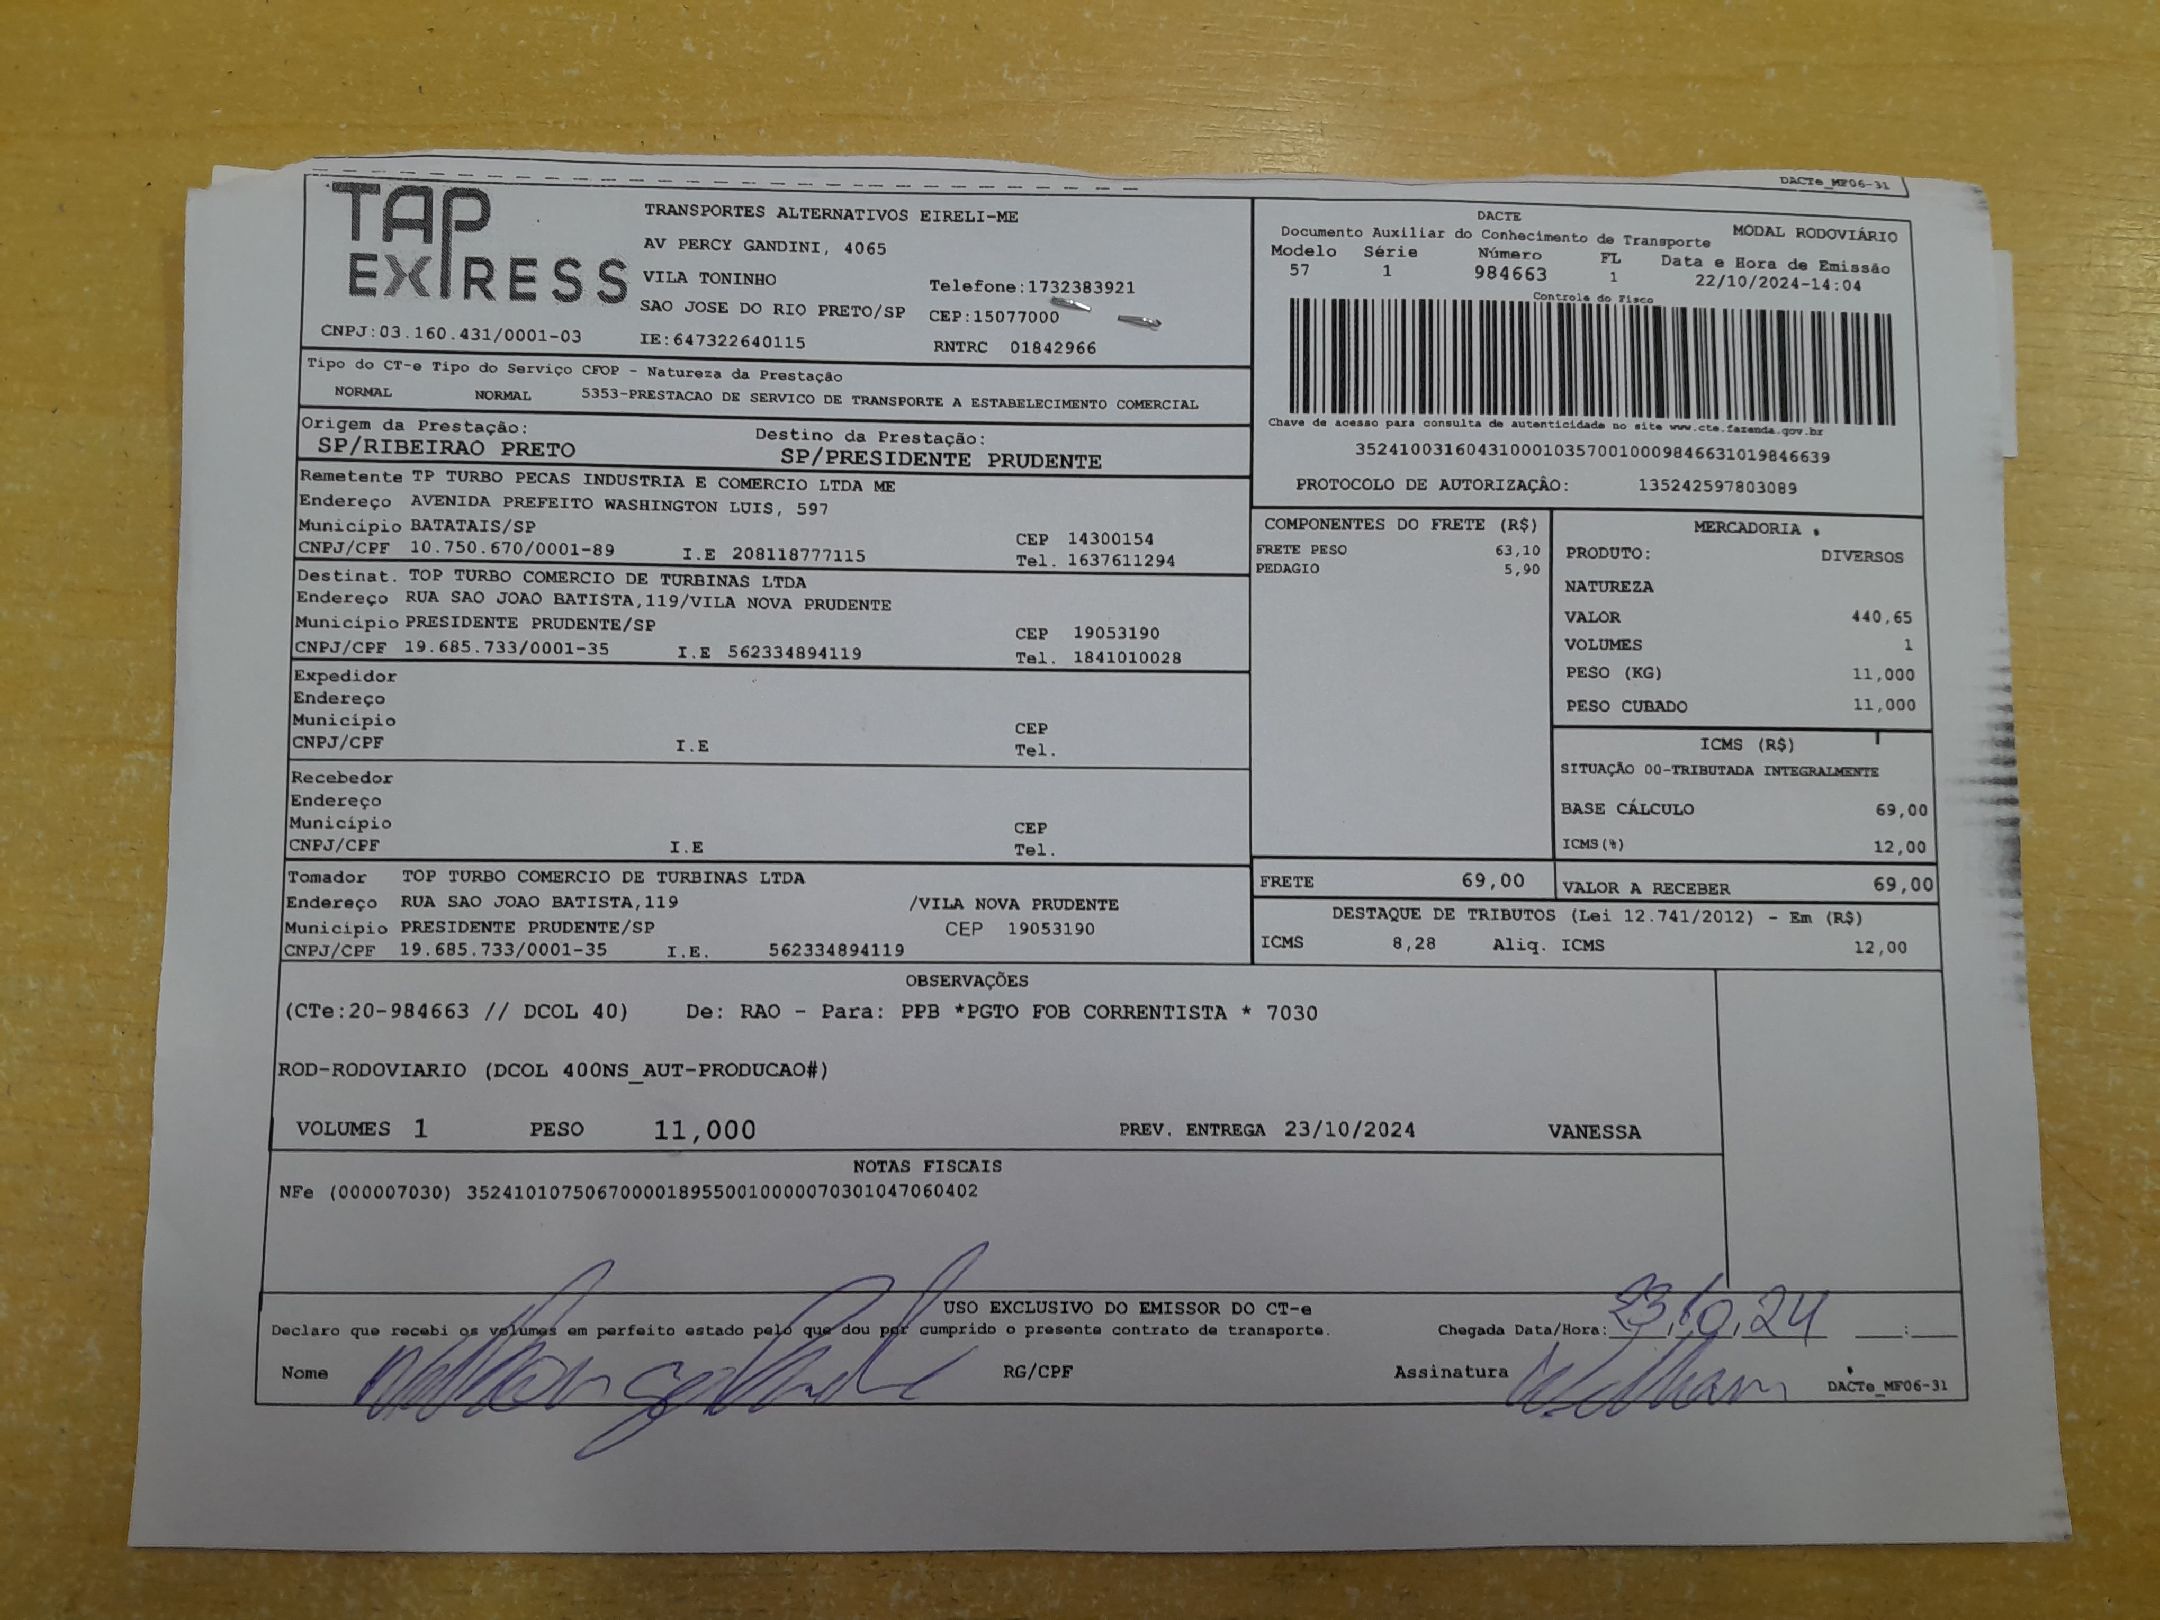 DACTe_MF06-31
TAP EXPRESS
TRANSPORTES ALTERNATIVOS EIRELI-ME
AV PERCY GANDINI, 4065
VILA TONINHO
Telefone:1732383921
SAO JOSE DO RIO PRETO/SP CEP:15077000
CNPJ:03.160.431/0001-03 IE:647322640115 RNTRC 01842966
DACTE
Documento Auxiliar do Conhecimento de Transporte MODAL RODOVIÁRIO
Modelo Série Número FL Data e Hora de Emissão
57 1 984663 1 22/10/2024-14:04
Controle do Fisco
Chave de acesso para consulta de autenticidade no site www.cte.fazenda.gov.br
35241003160431000103570010009846631019846639
PROTOCOLO DE AUTORIZAÇÂO: 135242597803089
Tipo do CT-e Tipo do Serviço CFOP - Natureza da Prestação
NORMAL NORMAL 5353-PRESTACAO DE SERVICO DE TRANSPORTE A ESTABELECIMENTO COMERCIAL
Origem da Prestação: Destino da Prestação:
SP/RIBEIRAO PRETO SP/PRESIDENTE PRUDENTE
Remetente TP TURBO PECAS INDUSTRIA E COMERCIO LTDA ME
Endereço AVENIDA PREFEITO WASHINGTON LUIS, 597
Município BATATAIS/SP CEP 14300154
CNPJ/CPF 10.750.670/0001-89 I.E 208118777115 Tel. 1637611294
Destinat. TOP TURBO COMERCIO DE TURBINAS LTDA
Endereço RUA SAO JOAO BATISTA,119/VILA NOVA PRUDENTE
Município PRESIDENTE PRUDENTE/SP CEP 19053190
CNPJ/CPF 19.685.733/0001-35 I.E 562334894119 Tel. 1841010028
Expedidor
Endereço
Município CEP
CNPJ/CPF I.E Tel.
Recebedor
Endereço
Município CEP
CNPJ/CPF I.E Tel.
Tomador TOP TURBO COMERCIO DE TURBINAS LTDA
Endereço RUA SAO JOAO BATISTA,119 /VILA NOVA PRUDENTE
Município PRESIDENTE PRUDENTE/SP CEP 19053190
CNPJ/CPF 19.685.733/0001-35 I.E. 562334894119
COMPONENTES DO FRETE (R$)
FRETE PESO 63,10
PEDAGIO 5,90
MERCADORIA
PRODUTO: DIVERSOS
NATUREZA
VALOR 440,65
VOLUMES 1
PESO (KG) 11,000
PESO CUBADO 11,000
ICMS (R$)
SITUAÇÃO 00-TRIBUTADA INTEGRALMENTE
BASE CÁLCULO 69,00
ICMS(%) 12,00
FRETE 69,00 VALOR A RECEBER 69,00
DESTAQUE DE TRIBUTOS (Lei 12.741/2012) - Em (R$)
ICMS 8,28 Aliq. ICMS 12,00
OBSERVAÇÕES
(CTe:20-984663 // DCOL 40) De: RAO - Para: PPB *PGTO FOB CORRENTISTA * 7030
ROD-RODOVIARIO (DCOL 400NS_AUT-PRODUCAO#)
VOLUMES 1 PESO 11,000 PREV. ENTREGA 23/10/2024 VANESSA
NOTAS FISCAIS
NFe (000007030) 35241010750670000189550010000070301047060402
USO EXCLUSIVO DO EMISSOR DO CT-e
Declaro que recebi os volumes em perfeito estado pelo que dou por cumprido o presente contrato de transporte. Chegada Data/Hora: 23,10,24 :
Nome RG/CPF Assinatura DACTe_MF06-31